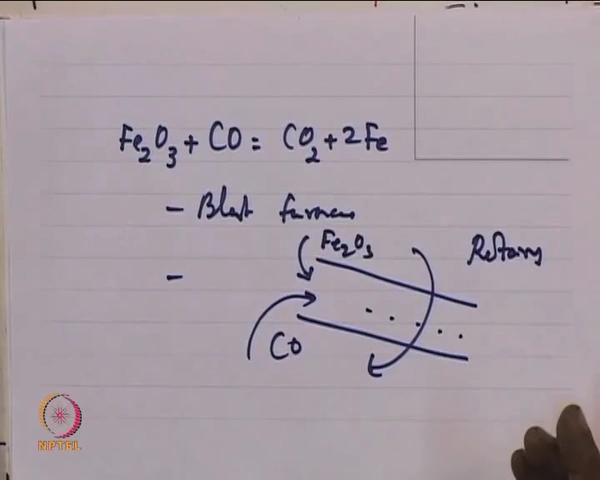 Fe2O3 + CO = CO2 + 2Fe
- Blast furnace
Fe2O3
Rotary
-
CO
NPTEL